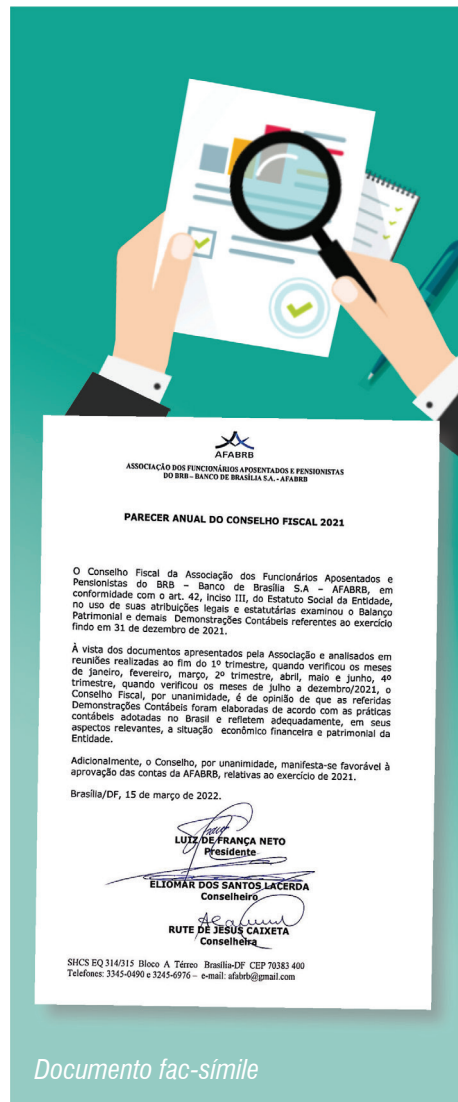 AFABRB
ASSOCIAÇÃO DOS FUNCIONÁRIOS APOSENTADOS E PENSIONISTAS
DO BRB – BANCO DE BRASÍLIA S.A. - AFABRB
PARECER ANUAL DO CONSELHO FISCAL 2021
O Conselho Fiscal da Associação dos Funcionários Aposentados e
Pensionistas do BRB – Banco de Brasília S.A – AFABRB, em
conformidade com o art. 42, inciso III, do Estatuto Social da Entidade,
no uso de suas atribuições legais e estatutárias examinou o Balanço
Patrimonial e demais Demonstrações Contábeis referentes ao exercício
findo em 31 de dezembro de 2021.
À vista dos documentos apresentados pela Associação e analisados em
reuniões realizadas ao fim do 1º trimestre, quando verificou os meses
de janeiro, fevereiro, março, 2º trimestre, abril, maio e junho, 4º
trimestre, quando verificou os meses de julho a dezembro/2021, o
Conselho Fiscal, por unanimidade, é de opinião de que as referidas
Demonstrações Contábeis foram elaboradas de acordo com as práticas
contábeis adotadas no Brasil e refletem adequadamente, em seus
aspectos relevantes, a situação econômico financeira e patrimonial da
Entidade.
Adicionalmente, o Conselho, por unanimidade, manifesta-se favorável à
aprovação das contas da AFABRB, relativas ao exercício de 2021.
Brasília/DF, 15 de março de 2022.
LUIZ DE FRANÇA NETO
Presidente
ELIOMAR DOS SANTOS LACERDA
Conselheiro
RUTE DE JESUS CAIXETA
Conselheira
SHCS EQ 314/315 Bloco A Térreo Brasília-DF CEP 70383 400
Telefones: 3345-0490 e 3245-6976 – e-mail: afabrb@gmail.com
Documento fac-símile